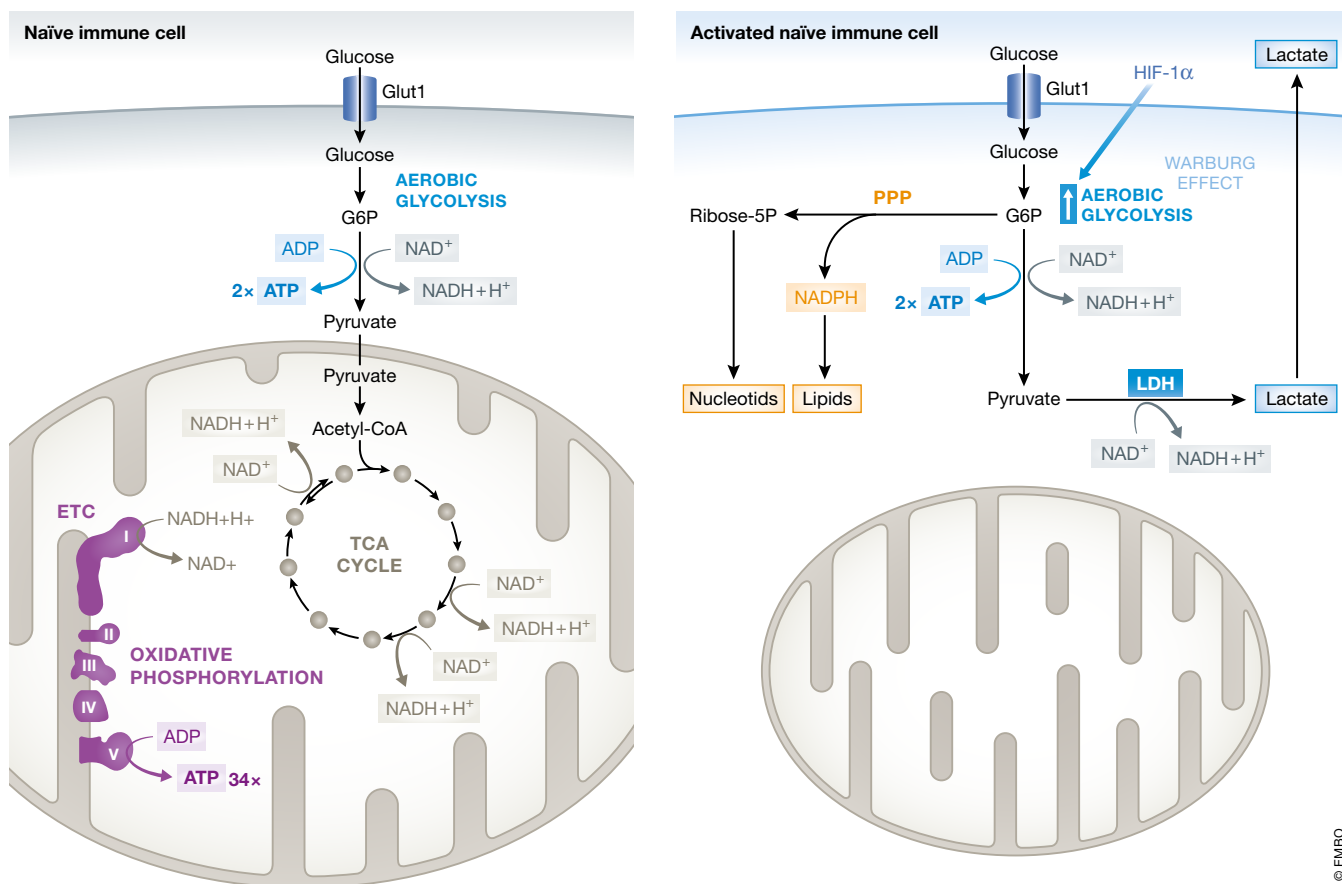 Naïve immune cell
Glucose
Glut1
Glucose
AEROBIC
GLYCOLYSIS
G6P
ADP
NAD+
2× ATP
NADH+H+
Pyruvate
Pyruvate
Acetyl-CoA
NADH+H+
NAD+
ETC
I
NADH+H+
NAD+
TCA
CYCLE
NAD+
NADH+H+
NAD+
NADH+H+
II
III
OXIDATIVE
PHOSPHORYLATION
IV
V
ADP
ATP 34×
Activated naïve immune cell
Glucose
Glut1
HIF-1α
Lactate
Glucose
WARBURG
EFFECT
AEROBIC
GLYCOLYSIS
PPP
Ribose-5P
G6P
ADP
NAD+
NADPH
2× ATP
NADH+H+
Nucleotids
Lipids
Pyruvate
LDH
Lactate
NAD+
NADH+H+
© EMBO